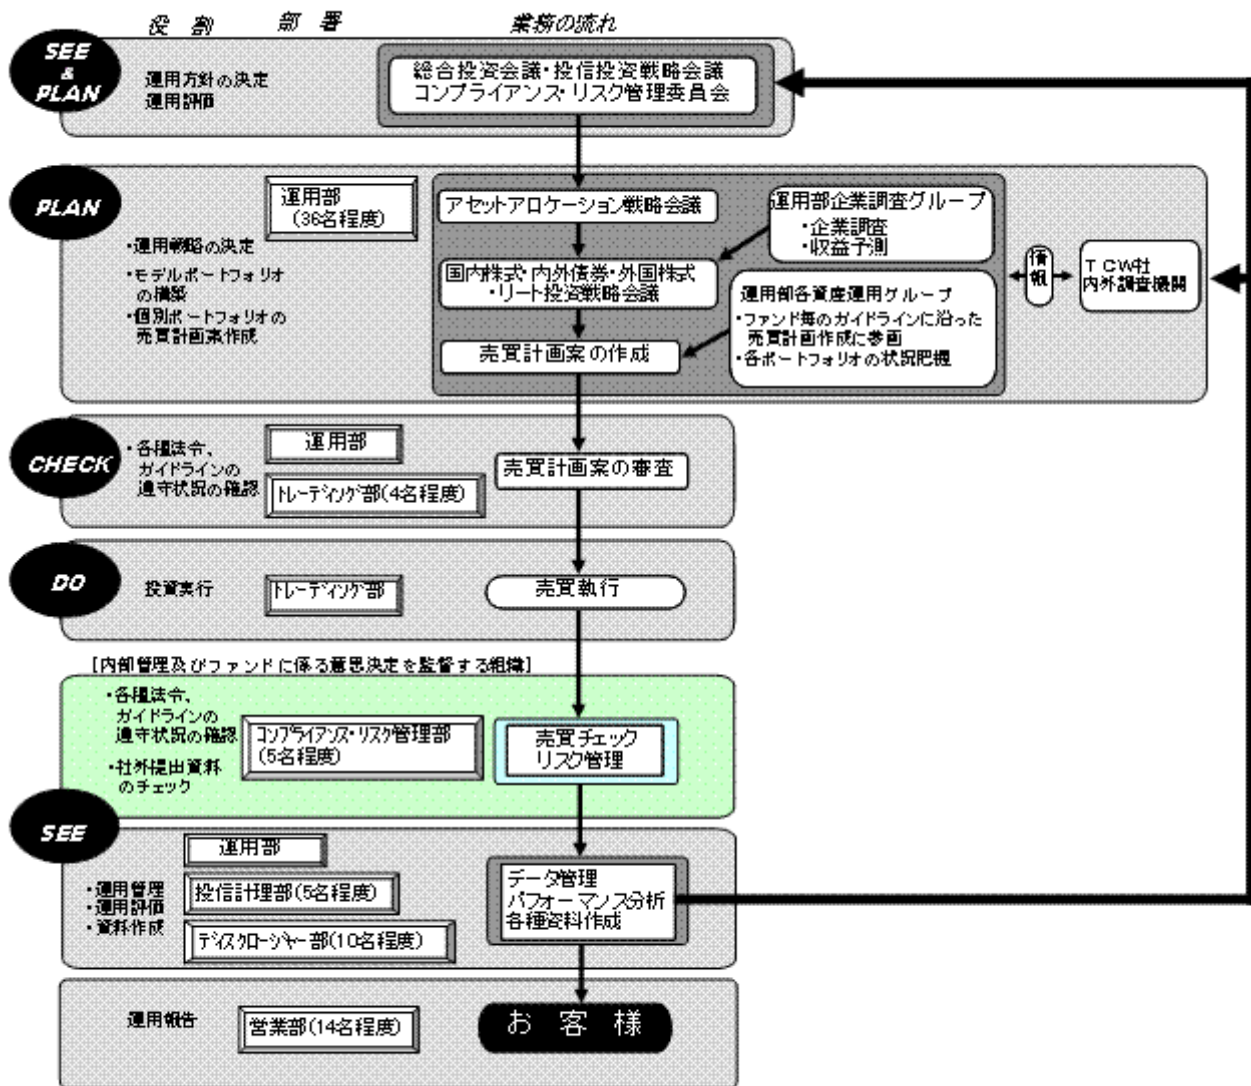 役 割
部 署
業務の流れ
SEE
&
PLAN
運用方針の決定
運用評価
総合投資会議・投信投資戦略会議
コンプライアンス・リスク管理委員会
PLAN
運用部
(36名程度)
・運用戦略の決定
・モデルポートフォリオ
の構築
・個別ポートフォリオの
売買計画案作成
アセットアロケーション戦略会議
運用部企業調査グループ
・企業調査
・収益予測
国内株式・内外債券・外国株式
・リート投資戦略会議
運用部各資産運用グループ
・ファンド毎のガイドラインに沿った
売買計画作成に参画
・各ポートフォリオの状況把握
売買計画案の作成
情報
TCW社
内外調査機関
CHECK
・各種法令、
ガイドラインの
遵守状況の確認
運用部
トレーディング部(4名程度)
売買計画案の審査
DO
投資実行
トレーディング部
売買執行
[内部管理及びファンドに係る意思決定を監督する組織]
・各種法令、
ガイドラインの
遵守状況の確認
・社外提出資料
のチェック
コンプライアンス・リスク管理部
(5名程度)
売買チェック
リスク管理
SEE
・運用管理
・運用評価
・資料作成
運用部
投信計理部(5名程度)
ディスクロージャー部(10名程度)
データ管理
パフォーマンス分析
各種資料作成
運用報告
営業部(14名程度)
お 客 様